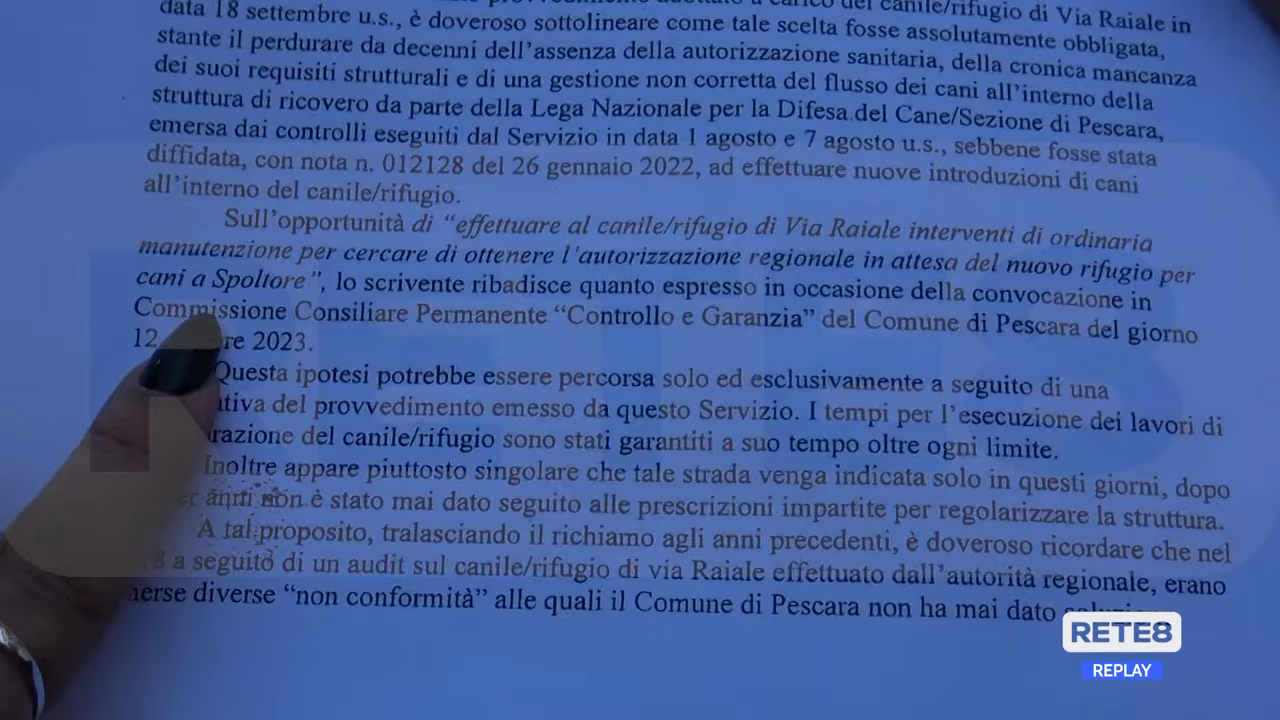 provvedimento adottato a carico del canile/rifugio di Via Raiale in
data 18 settembre u.s., è doveroso sottolineare come tale scelta fosse assolutamente obbligata,
stante il perdurare da decenni dell'assenza della autorizzazione sanitaria, della cronica mancanza
dei suoi requisiti strutturali e di una gestione non corretta del flusso dei cani all'interno della
struttura di ricovero da parte della Lega Nazionale per la Difesa del Cane/Sezione di Pescara,
emersa dai controlli eseguiti dal Servizio in data 1 agosto e 7 agosto u.s., sebbene fosse stata
diffidata, con nota n. 012128 del 26 gennaio 2022, ad effettuare nuove introduzioni di cani
all'interno del canile/rifugio.
Sull'opportunità di “effettuare al canile/rifugio di Via Raiale interventi di ordinaria
manutenzione per cercare di ottenere l'autorizzazione regionale in attesa del nuovo rifugio per
cani a Spoltore”, lo scrivente ribadisce quanto espresso in occasione della convocazione in
Commissione Consiliare Permanente “Controllo e Garanzia” del Comune di Pescara del giorno
12 re 2023.
Questa ipotesi potrebbe essere percorsa solo ed esclusivamente a seguito di una
tiva del provvedimento emesso da questo Servizio. I tempi per l'esecuzione dei lavori di
razione del canile/rifugio sono stati garantiti a suo tempo oltre ogni limite.
Inoltre appare piuttosto singolare che tale strada venga indicata solo in questi giorni, dopo
er anni non è stato mai dato seguito alle prescrizioni impartite per regolarizzare la struttura.
A tal proposito, tralasciando il richiamo agli anni precedenti, è doveroso ricordare che nel
8 a seguito di un audit sul canile/rifugio di via Raiale effettuato dall'autorità regionale, erano
erse diverse “non conformità” alle quali il Comune di Pescara non ha mai dato
RETE8
REPLAY